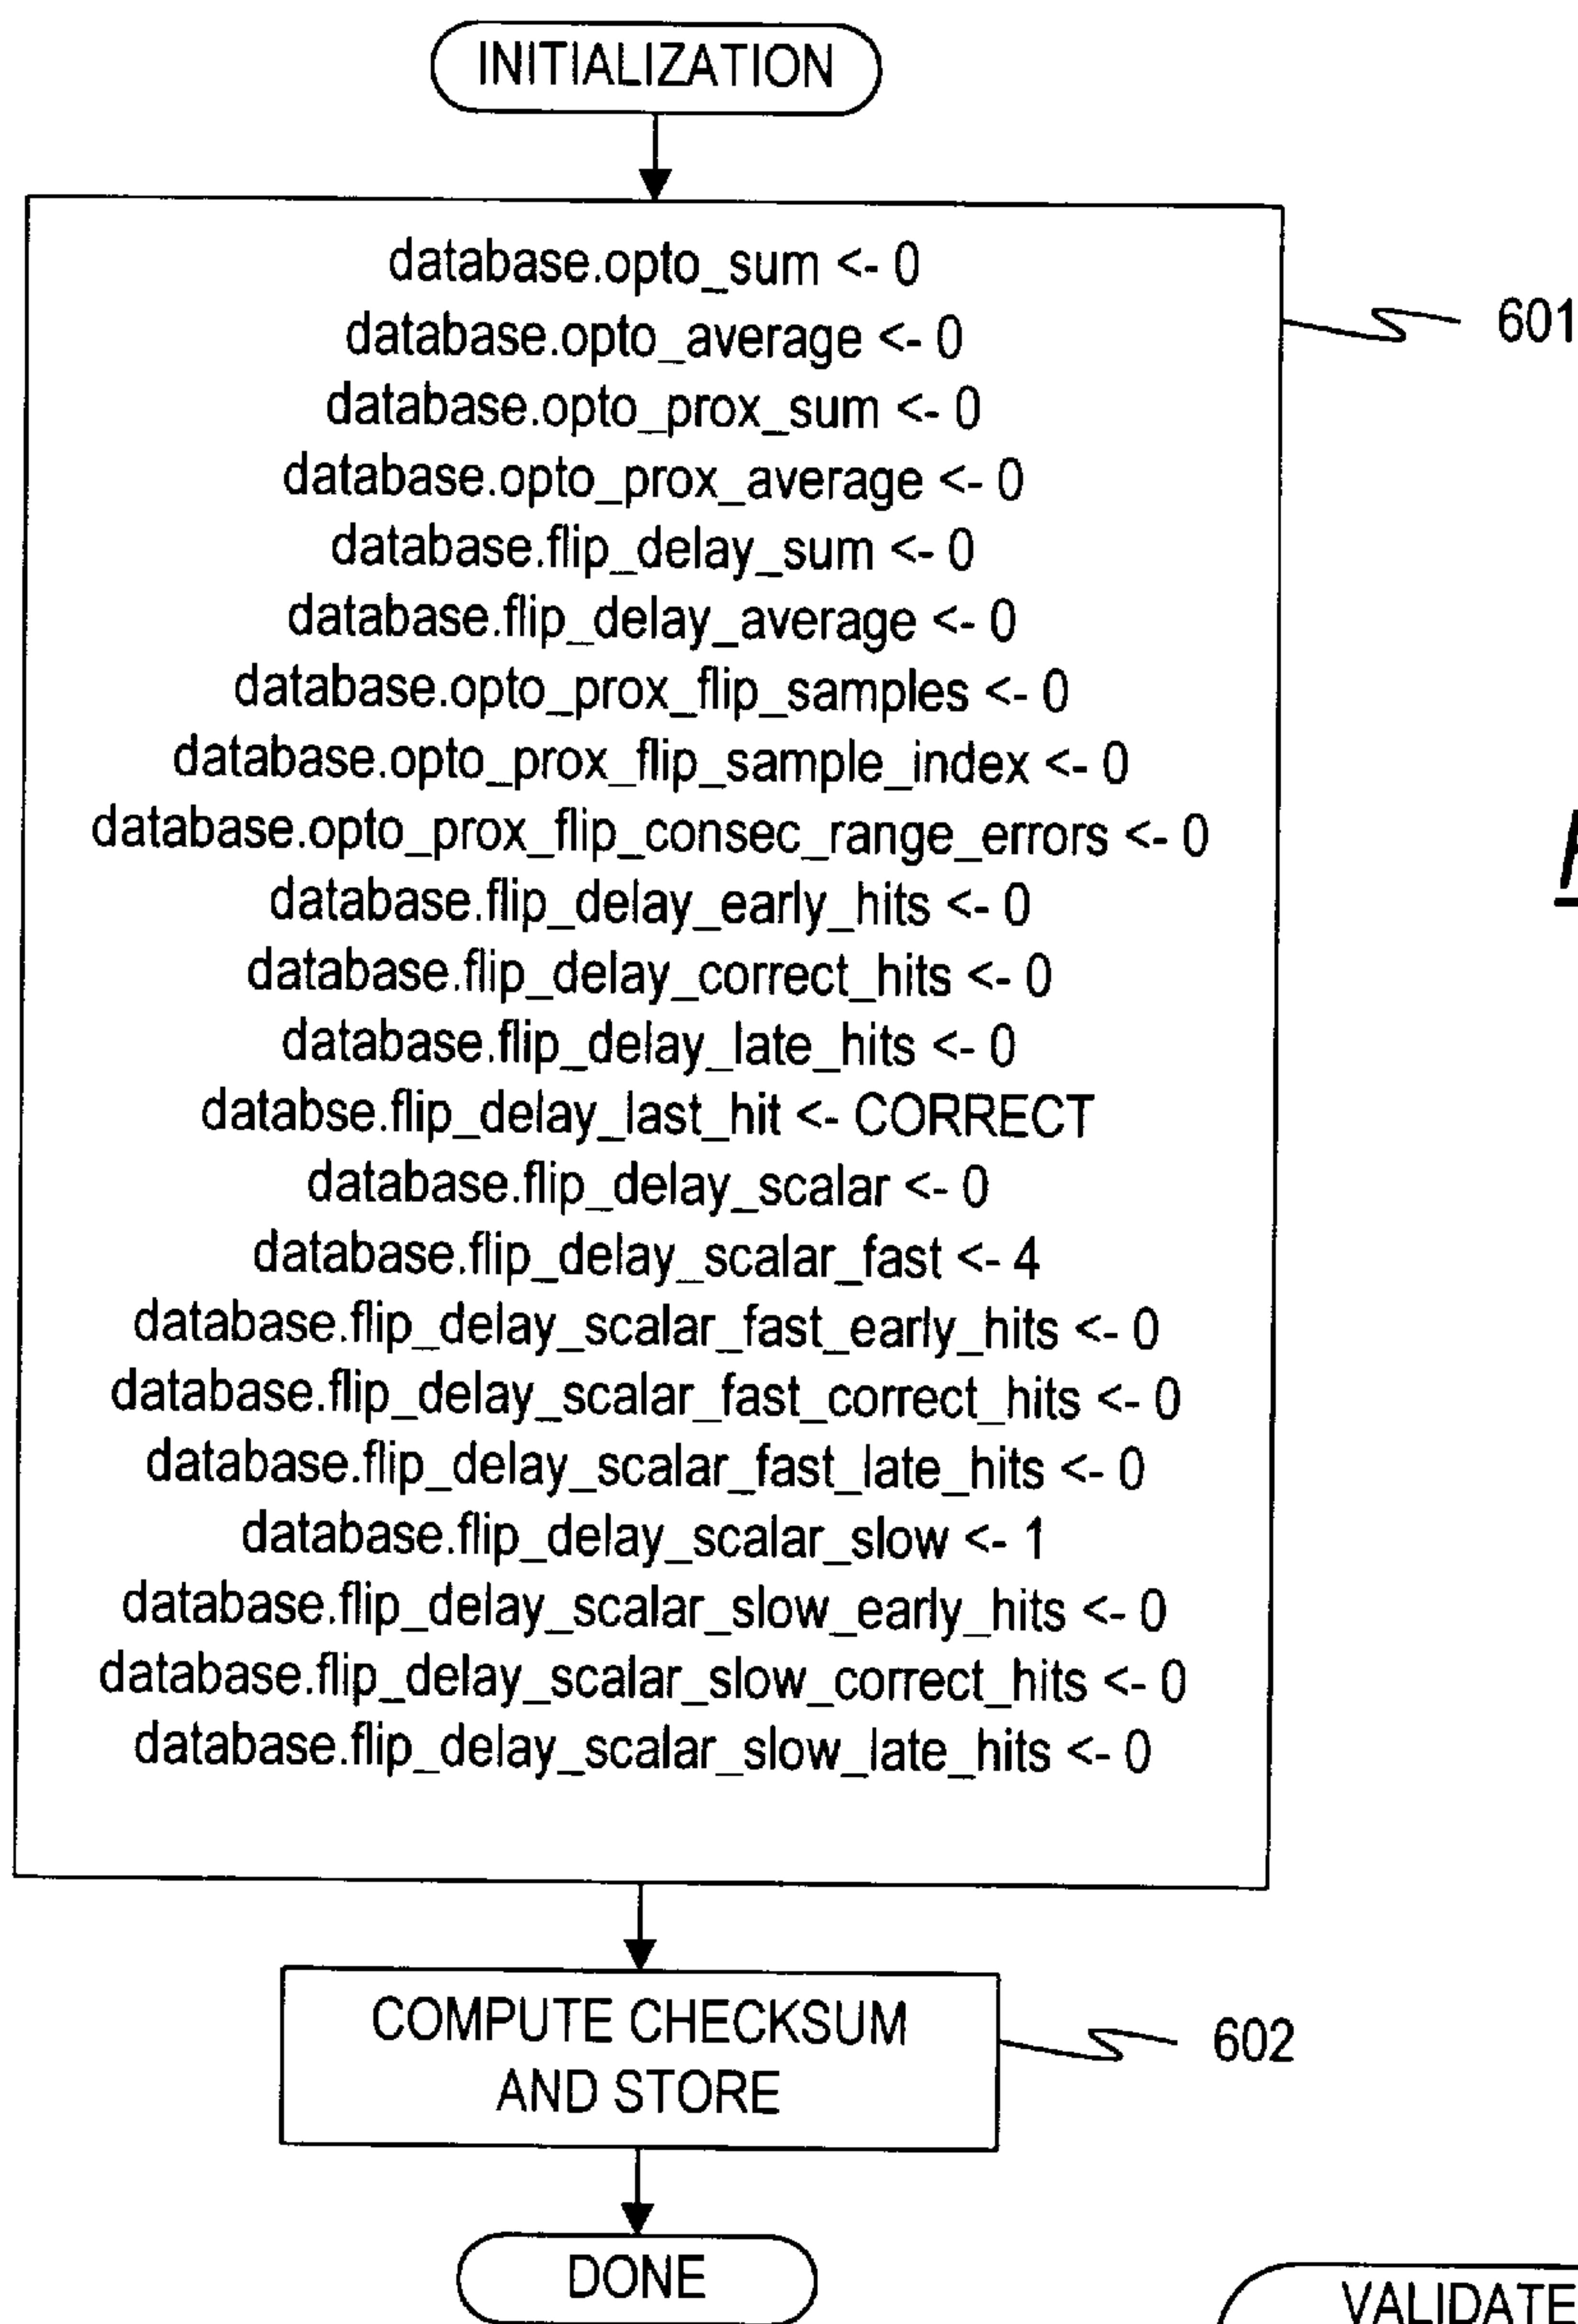 INITIALIZATION
database.opto_sum <- 0
database.opto_average <- 0
database.opto_prox_sum <- 0
database.opto_prox_average <- 0
database.flip_delay_sum <- 0
database.flip_delay_average <- 0
database.opto_prox_flip_samples <- 0
database.opto_prox_flip_sample_index <- 0
database.opto_prox_flip_consec_range_errors <- 0
database.flip_delay_early_hits <- 0
database.flip_delay_correct_hits <- 0
database.flip_delay_late_hits <- 0
databse.flip_delay_last_hit <- CORRECT
database.flip_delay_scalar <- 0
database.flip_delay_scalar_fast <- 4
database.flip_delay_scalar_fast_early_hits <- 0
database.flip_delay_scalar_fast_correct_hits <- 0
database.flip_delay_scalar_fast_late_hits <- 0
database.flip_delay_scalar_slow <- 1
database.flip_delay_scalar_slow_early_hits <- 0
database.flip_delay_scalar_slow_correct_hits <- 0
database.flip_delay_scalar_slow_late_hits <- 0
601
COMPUTE CHECKSUM
AND STORE
602
DONE
VALIDATE